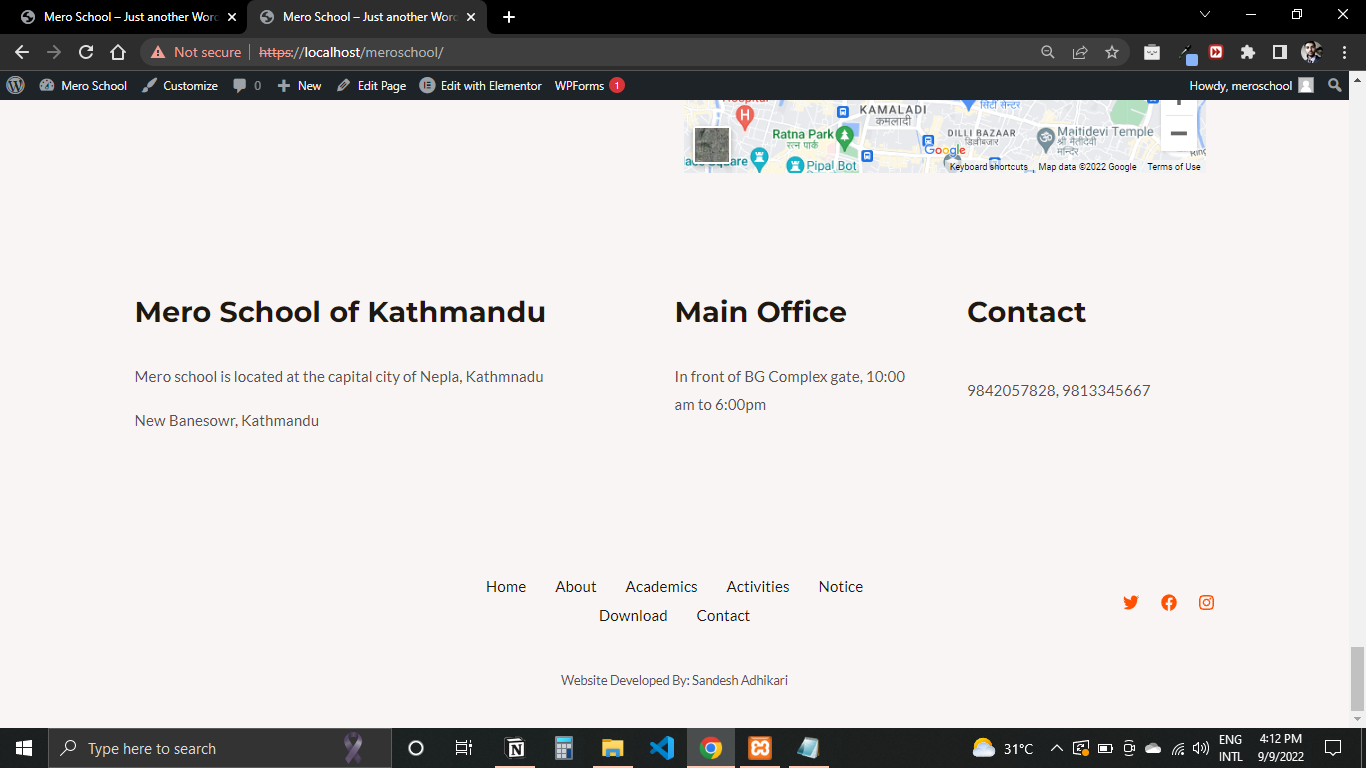 Mero School – Just another Word
Mero School – Just another Word
Not secure https://localhost/meroschool/
Mero School Customize 0 New Edit Page Edit with Elementor WPForms 1 Howdy, meroschool
KAMALADI
कमलादी
सिटी सेन्टर
H
Ratna Park
रत्न पार्क
DILLI BAZAAR
डिल्लीबजार
Maitidevi Temple
श्री मैतीदेवी
मन्दिर
Google
Square
Pipal Bot
Keyboard shortcuts Map data ©2022 Google Terms of Use
Mero School of Kathmandu
Mero school is located at the capital city of Nepla, Kathmnadu
New Banesowr, Kathmandu
Main Office
In front of BG Complex gate, 10:00
am to 6:00pm
Contact
9842057828, 9813345667
Home About Academics Activities Notice
Download Contact
Website Developed By: Sandesh Adhikari
Type here to search
31°C
ENG
INTL
4:12 PM
9/9/2022